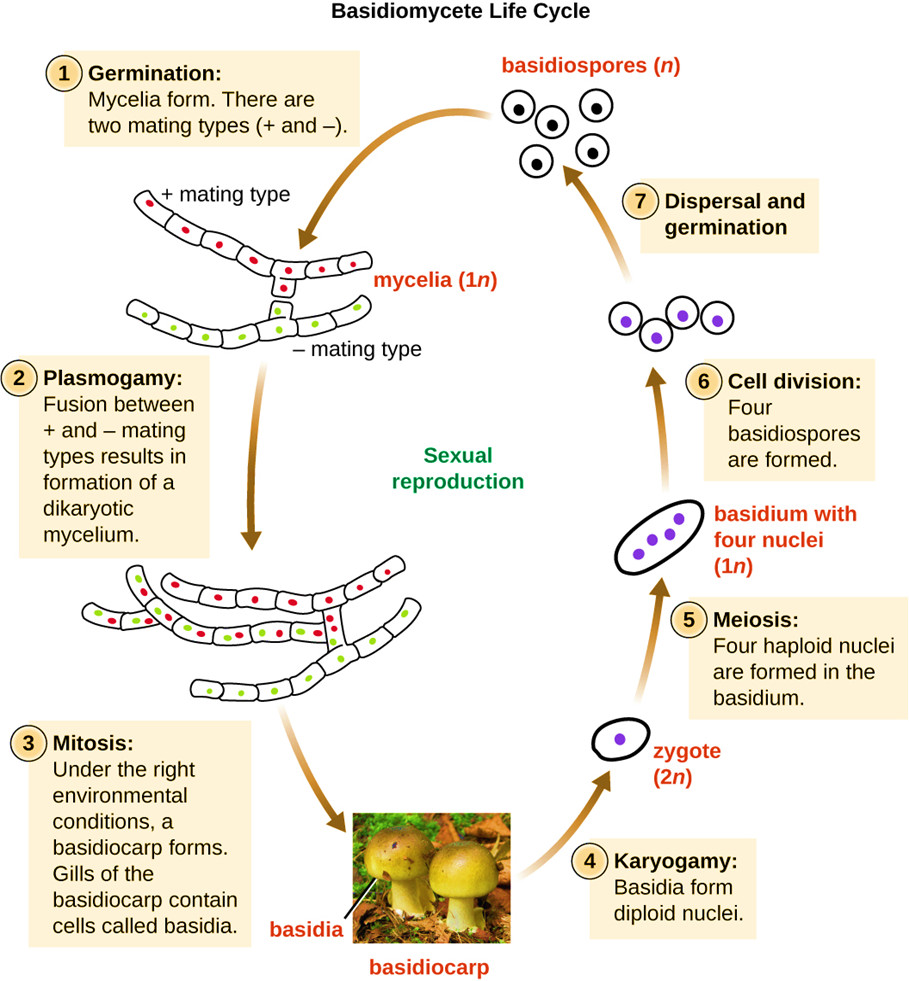 Basidiomycete Life Cycle
1 Germination:
Mycelia form. There are
two mating types (+ and –).
basidiospores (n)
7 Dispersal and
germination
+ mating type
mycelia (1n)
– mating type
2 Plasmogamy:
Fusion between
+ and – mating
types results in
formation of a
dikaryotic
mycelium.
6 Cell division:
Four
basidiospores
are formed.
Sexual
reproduction
basidium with
four nuclei
(1n)
5 Meiosis:
Four haploid nuclei
are formed in the
basidium.
3 Mitosis:
Under the right
environmental
conditions, a
basidiocarp forms.
Gills of the
basidiocarp contain
cells called basidia.
zygote
(2n)
4 Karyogamy:
Basidia form
diploid nuclei.
basidia
basidiocarp